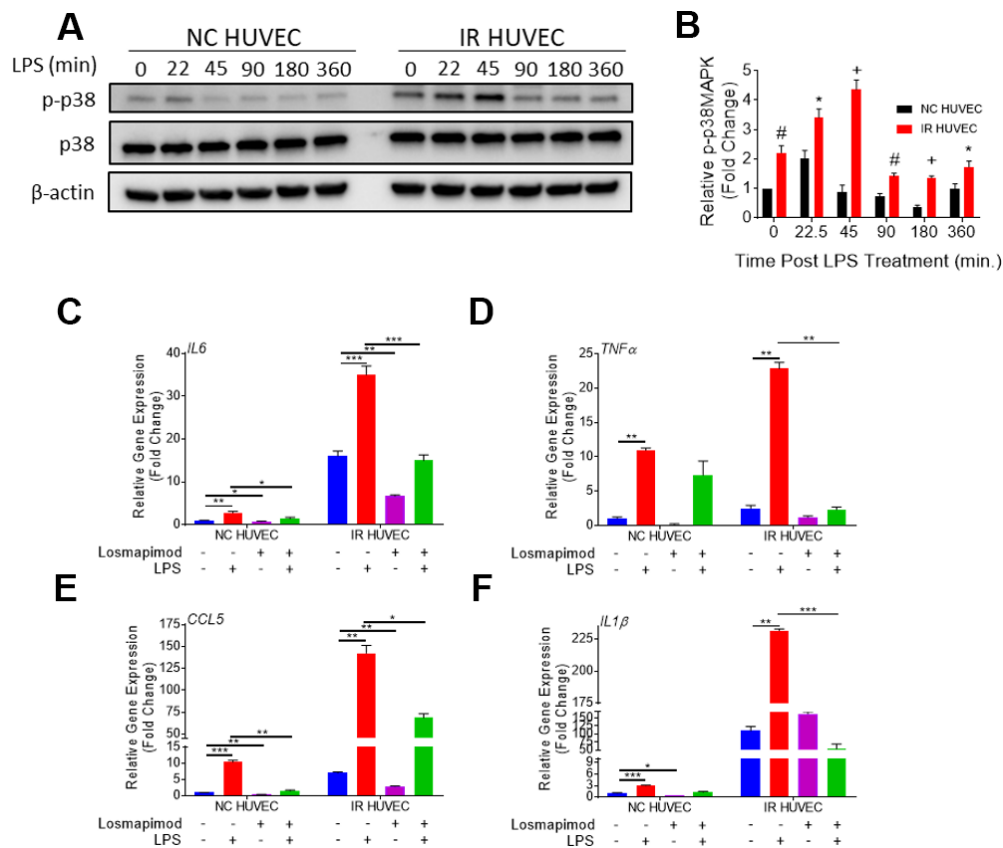 A
NC HUVEC IR HUVEC
LPS (min) 0 22 45 90 180 360 0 22 45 90 180 360
p-p38
p38
β-actin
B
Relative p-p38MAPK
(Fold Change)
6
4
2
0
# * + # + *
NC HUVEC
IR HUVEC
0 22.5 45 90 180 360
Time Post LPS Treatment (min.)
C
IL6
Relative Gene Expression
(Fold Change)
40
30
20
10
0
** * *
*** ** ***
NC HUVEC IR HUVEC
Losmapimod - - + + - - + +
LPS - + - + - + - +
D
TNFα
Relative Gene Expression
(Fold Change)
25
20
15
10
5
0
** ** **
NC HUVEC IR HUVEC
Losmapimod - - + + - - + +
LPS - + - + - + - +
E
CCL5
Relative Gene Expression
(Fold Change)
175
150
125
100
75
50
25
15
10
5
0
*** ** **
** ** *
NC HUVEC IR HUVEC
Losmapimod - - + + - - + +
LPS - + - + - + - +
F
IL1β
Relative Gene Expression
(Fold Change)
225
150
125
100
75
50
9
6
3
0
*** *
** ***
NC HUVEC IR HUVEC
Losmapimod - - + + - - + +
LPS - + - + - + - +